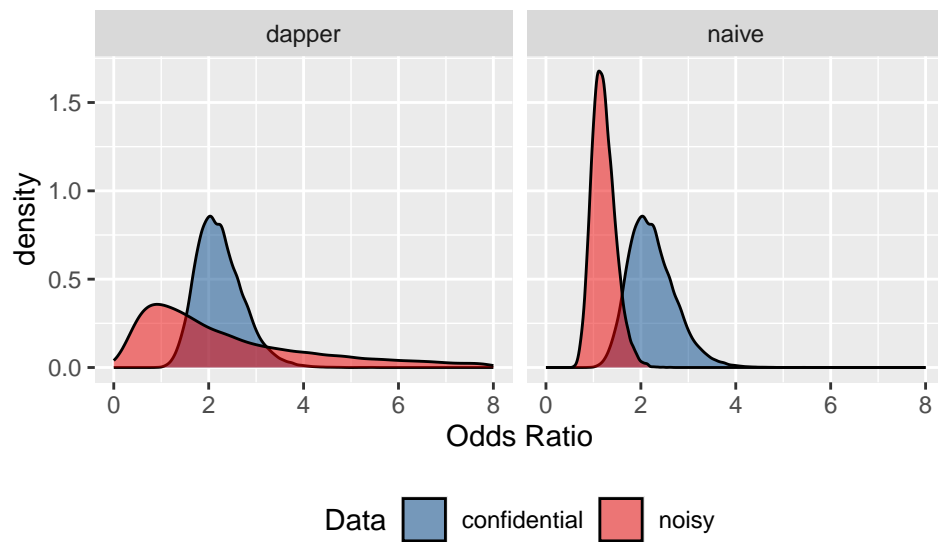 dapper naive
density
1.5
1.0
0.5
0.0
0 2 4 6 8 0 2 4 6 8
Odds Ratio
Data confidential noisy